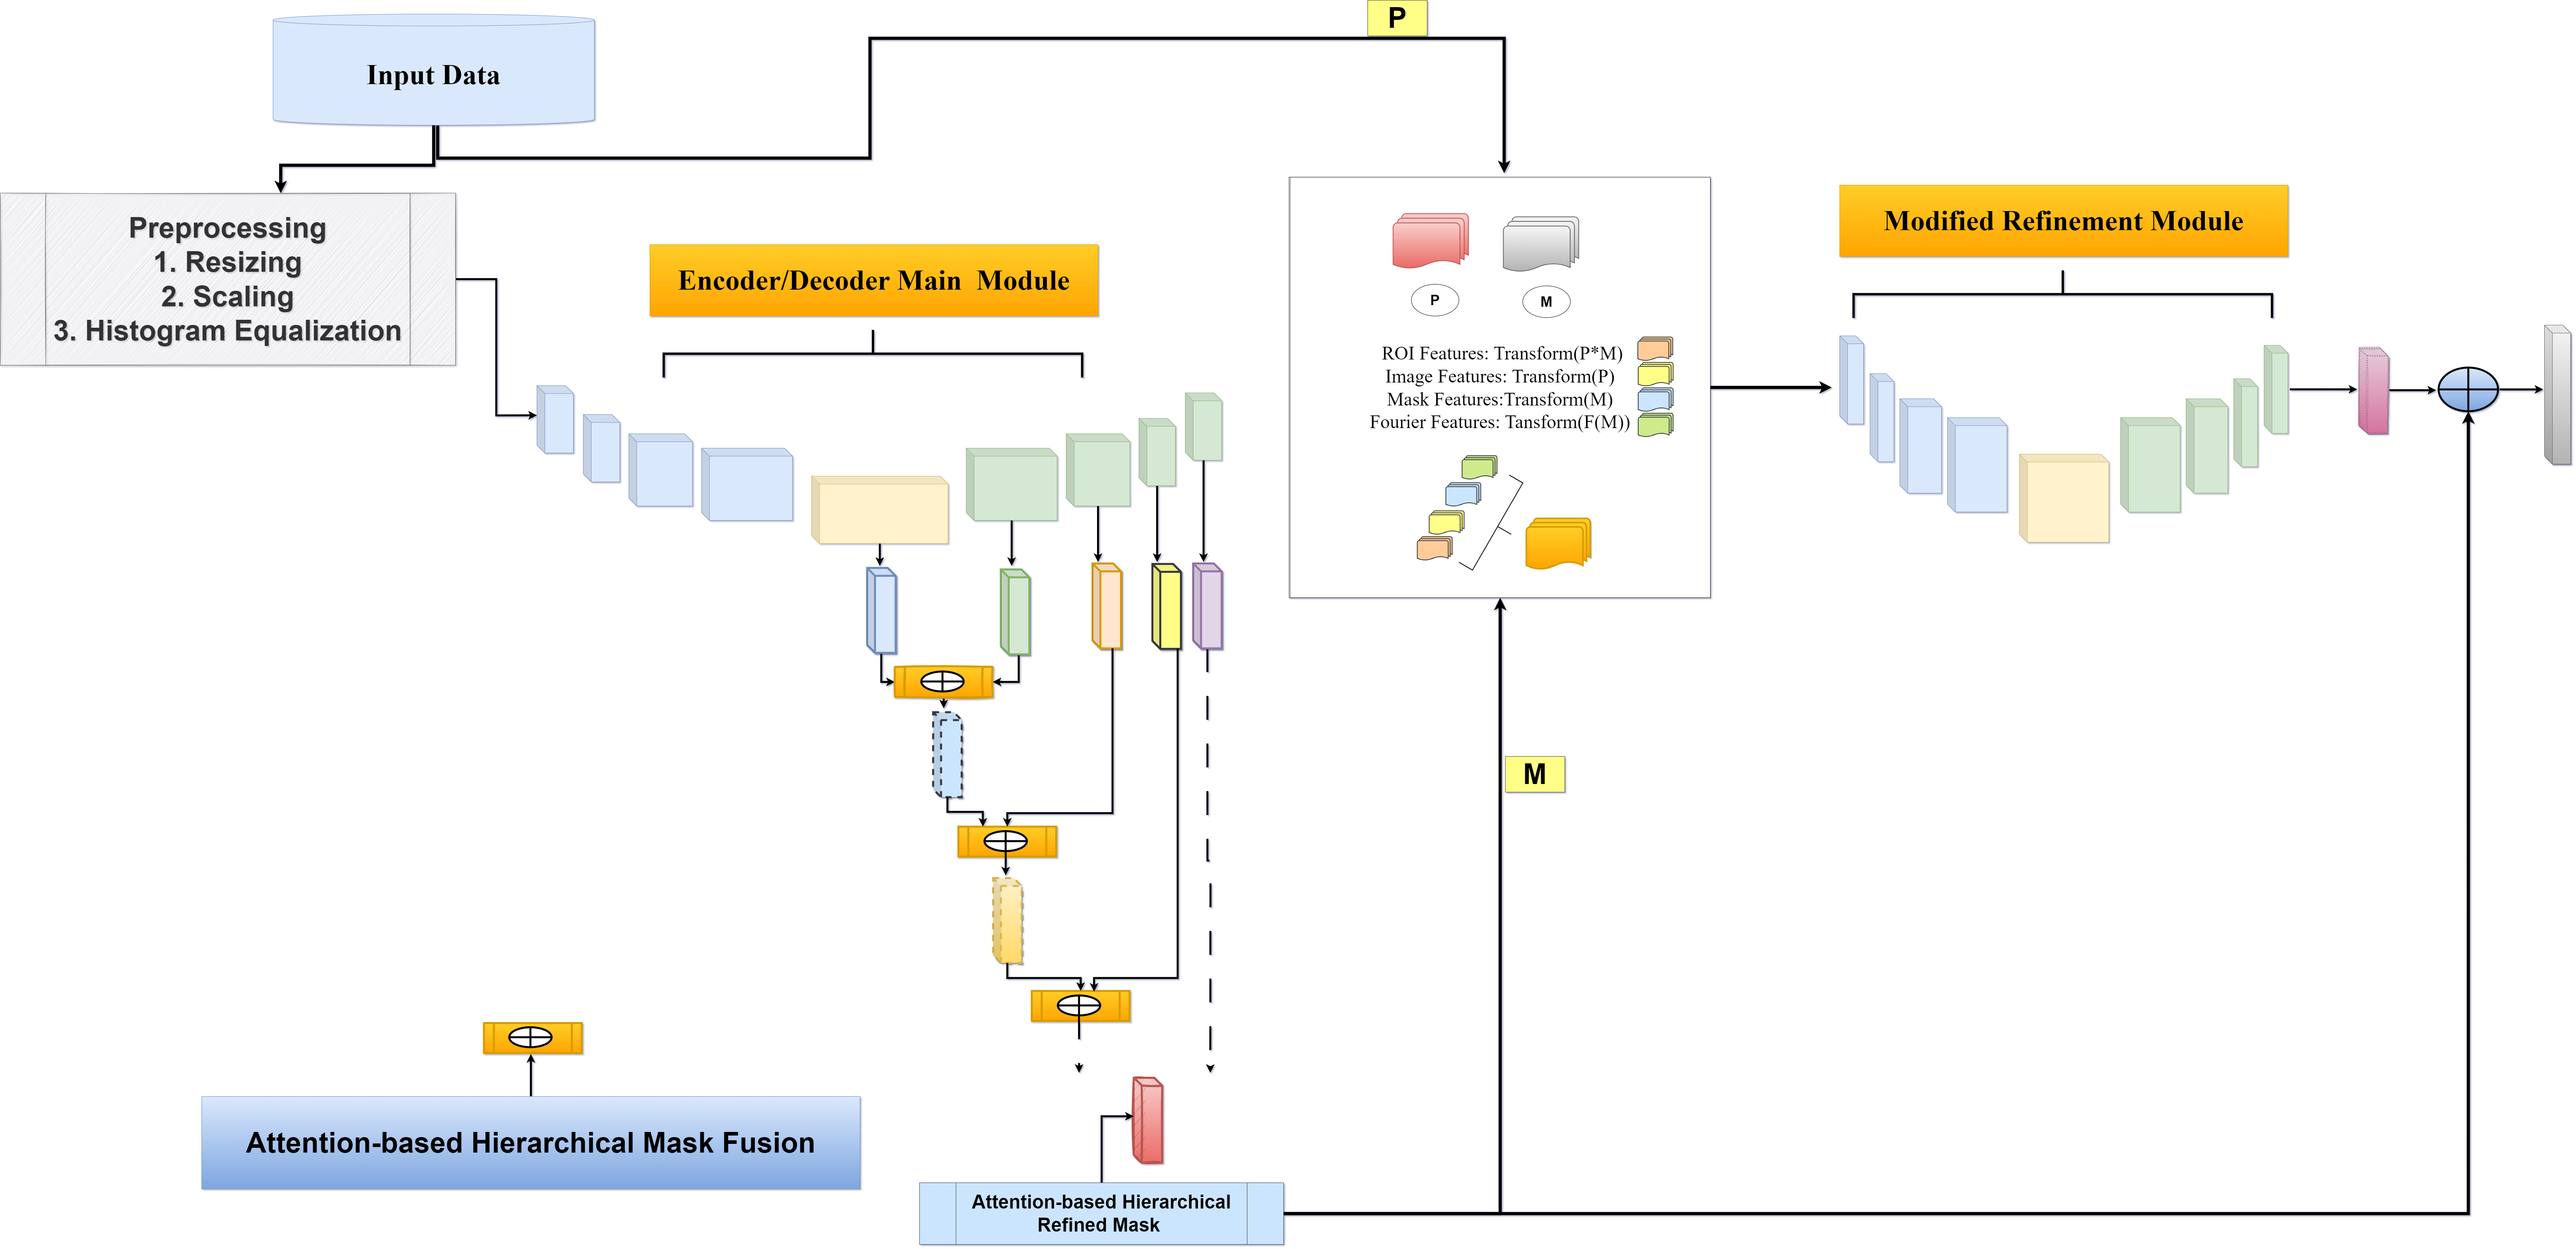 P
Input Data
Preprocessing
1. Resizing
2. Scaling
3. Histogram Equalization
Encoder/Decoder Main  Module
Modified Refinement Module
P
M
ROI Features: Transform(P*M)
Image Features: Transform(P)
Mask Features:Transform(M)
Fourier Features: Tansform(F(M))
M
Attention-based Hierarchical Mask Fusion
Attention-based Hierarchical
Refined Mask